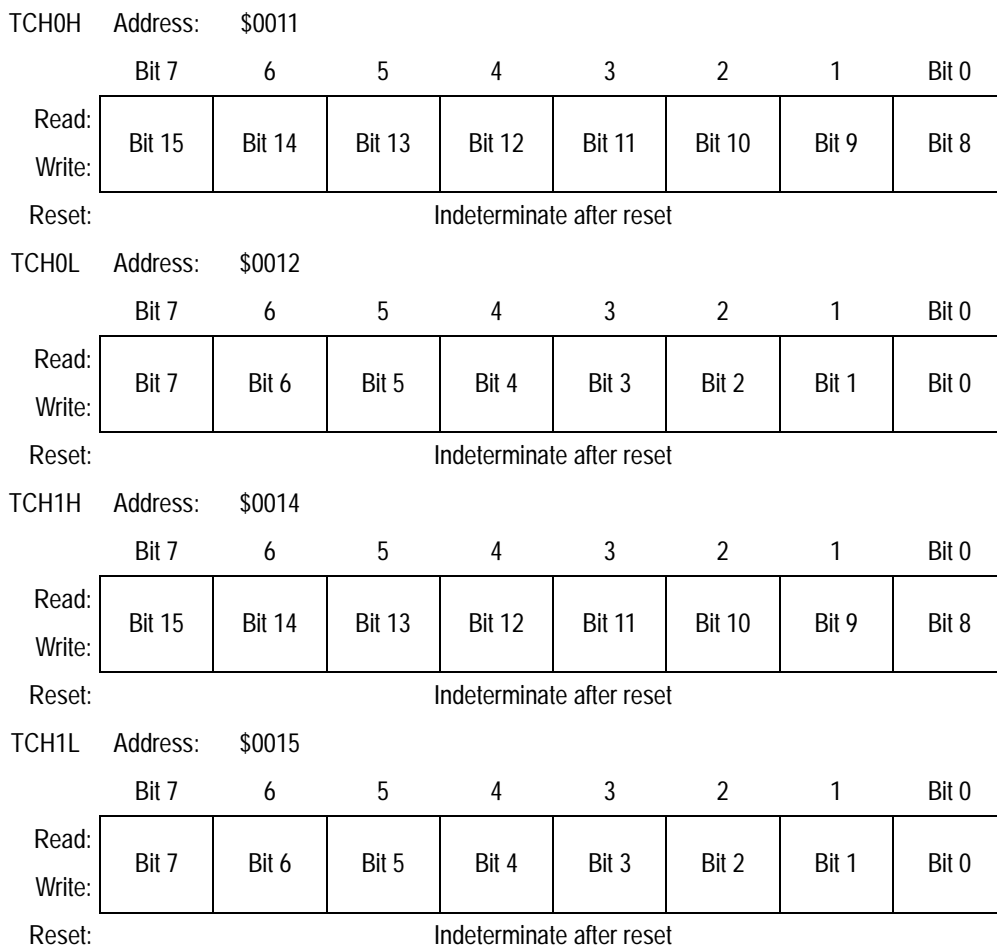 TCH0H Address: $0011
Bit 7 6 5 4 3 2 1 Bit 0
Read:
Bit 15 Bit 14 Bit 13 Bit 12 Bit 11 Bit 10 Bit 9 Bit 8
Write:
Reset: Indeterminate after reset
TCH0L Address: $0012
Bit 7 6 5 4 3 2 1 Bit 0
Read:
Bit 7 Bit 6 Bit 5 Bit 4 Bit 3 Bit 2 Bit 1 Bit 0
Write:
Reset: Indeterminate after reset
TCH1H Address: $0014
Bit 7 6 5 4 3 2 1 Bit 0
Read:
Bit 15 Bit 14 Bit 13 Bit 12 Bit 11 Bit 10 Bit 9 Bit 8
Write:
Reset: Indeterminate after reset
TCH1L Address: $0015
Bit 7 6 5 4 3 2 1 Bit 0
Read:
Bit 7 Bit 6 Bit 5 Bit 4 Bit 3 Bit 2 Bit 1 Bit 0
Write:
Reset: Indeterminate after reset